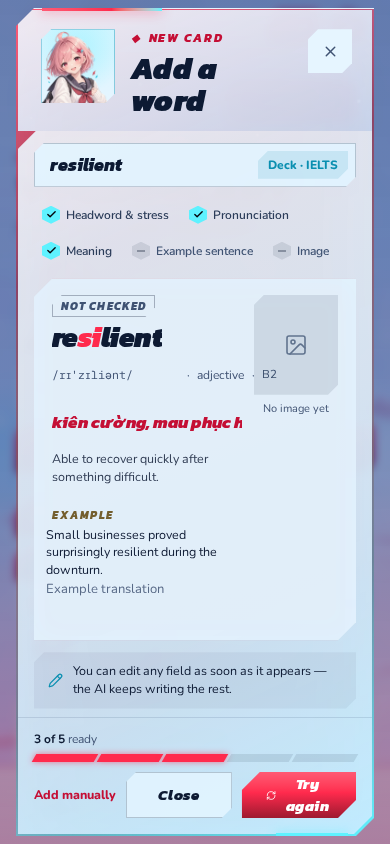 ◆ NEW CARD
Add a
word
resilient
Deck · IELTS
Headword & stress
Pronunciation
Meaning
Example sentence
Image
NOT CHECKED
resilient
/rɪˈzɪliənt/ · adjective · B2
No image yet
kiên cường, mau phục h
Able to recover quickly after
something difficult.
EXAMPLE
Small businesses proved
surprisingly resilient during the
downturn.
Example translation
You can edit any field as soon as it appears —
the AI keeps writing the rest.
3 of 5 ready
Add manually
Close
Try
again